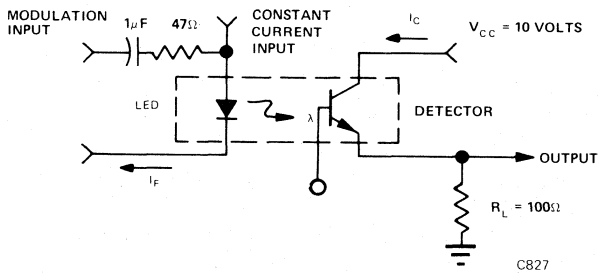 MODULATION
INPUT
1μF
47Ω
CONSTANT
CURRENT
INPUT
I_C
V_CC = 10 VOLTS
LED
λ
DETECTOR
I_F
OUTPUT
R_L = 100Ω
C827